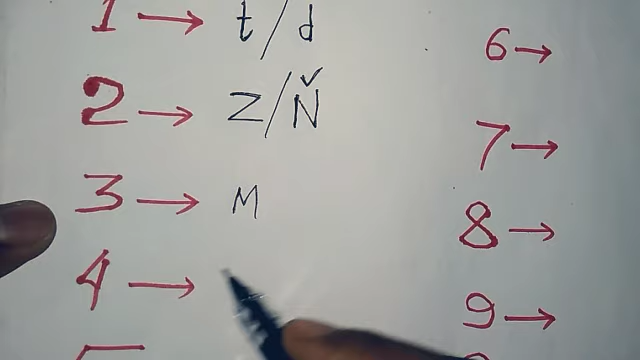 1 → t/d
2 → Z/Ň
3 → M
4 →
6 →
7 →
8 →
9 →